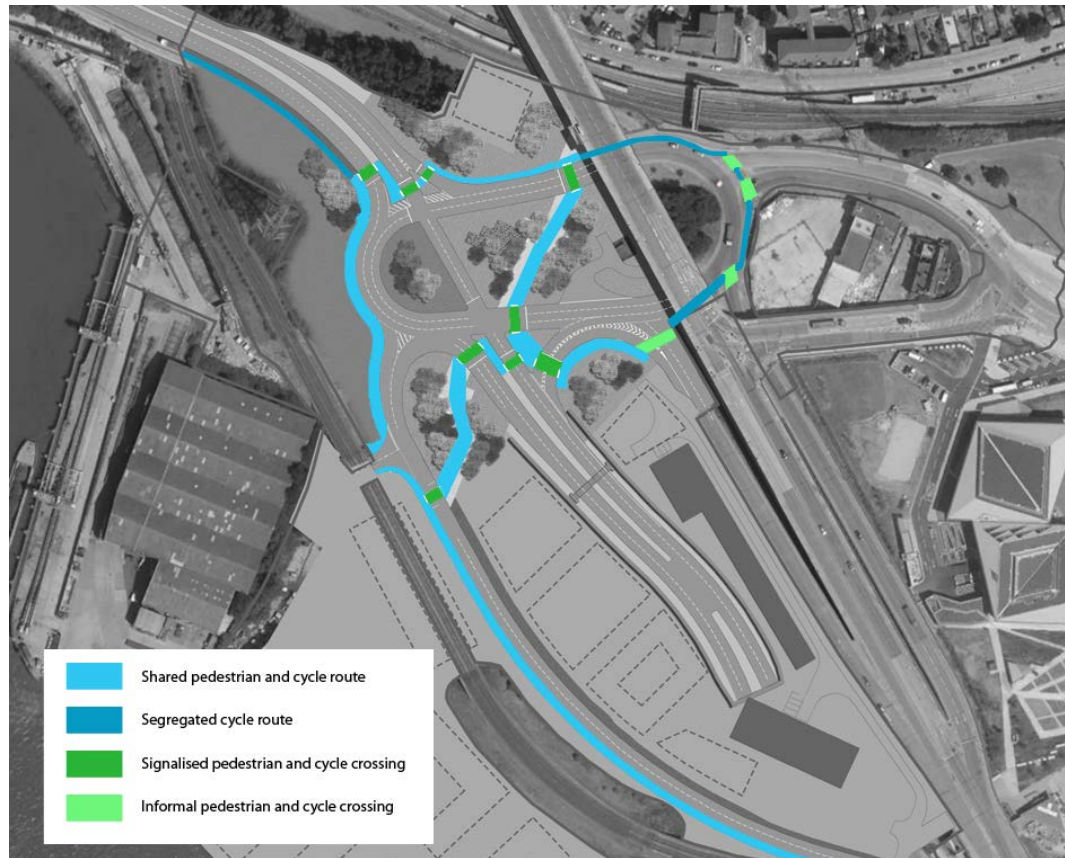 Shared pedestrian and cycle route
Segregated cycle route
Signalised pedestrian and cycle crossing
Informal pedestrian and cycle crossing